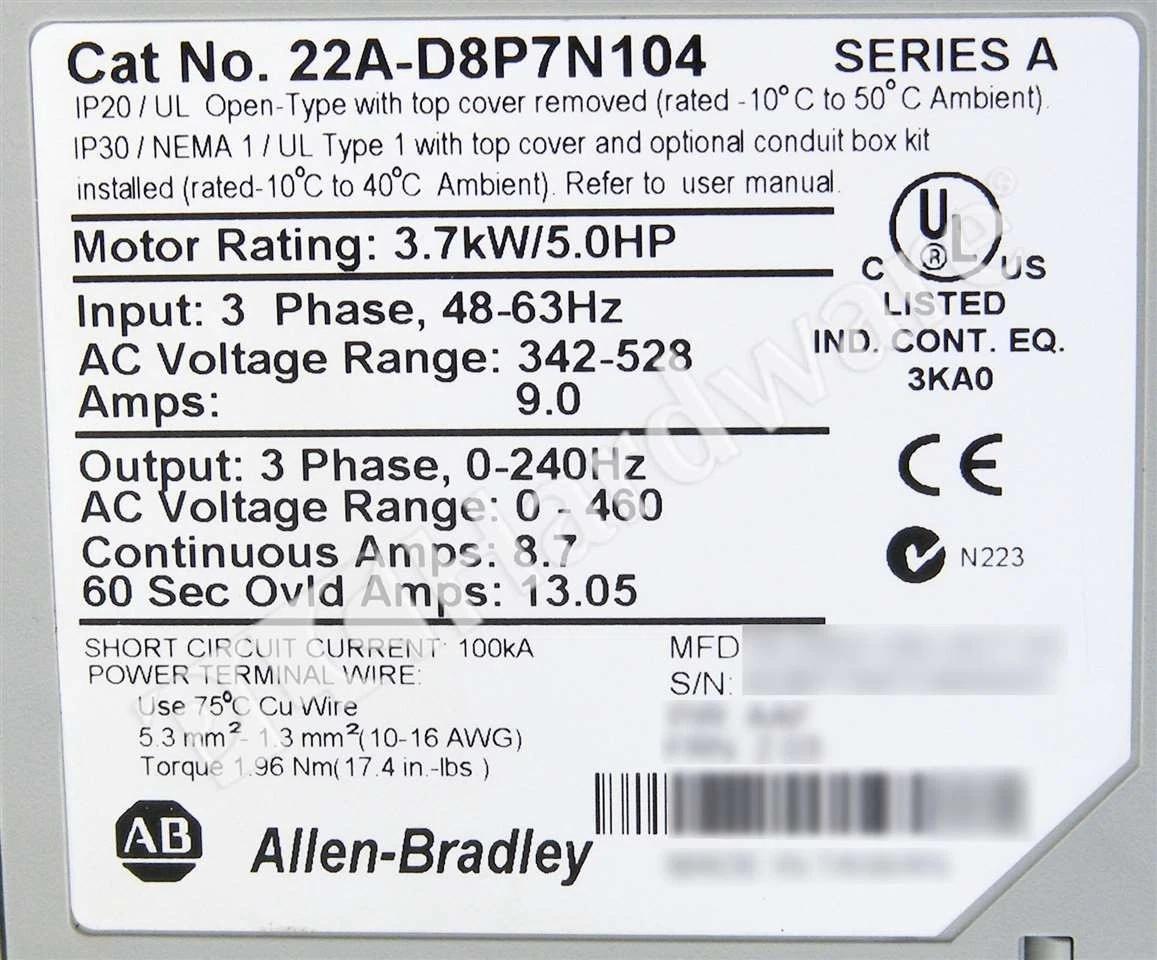 Cat No. 22A-D8P7N104 SERIES A
IP20 / UL Open-Type with top cover removed (rated -10°C to 50°C Ambient).
IP30 / NEMA 1 / UL Type 1 with top cover and optional conduit box kit
installed (rated-10°C to 40°C Ambient). Refer to user manual.
Motor Rating: 3.7kW/5.0HP
Input: 3 Phase, 48-63Hz
AC Voltage Range: 342-528
Amps: 9.0
Output: 3 Phase, 0-240Hz
AC Voltage Range: 0 - 460
Continuous Amps: 8.7
60 Sec Ovld Amps: 13.05
C UL ® US
LISTED
IND. CONT. EQ.
3KA0
CE
N223
SHORT CIRCUIT CURRENT: 100kA
POWER TERMINAL WIRE:
Use 75°C Cu Wire
5.3 mm²- 1.3 mm²(10-16 AWG)
Torque 1.96 Nm(17.4 in.-lbs )
MFD
S/N:
AB Allen-Bradley
PLC Hardware